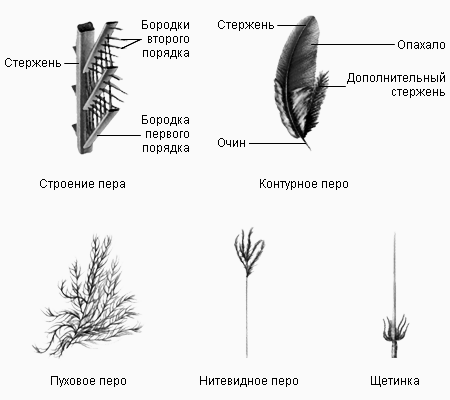 Бородки
второго
порядка
Стержень
Бородка
первого
порядка
Строение пера
Стержень
Опахало
Дополнительный
стержень
Очин
Контурное перо
Пуховое перо
Нитевидное перо
Щетинка